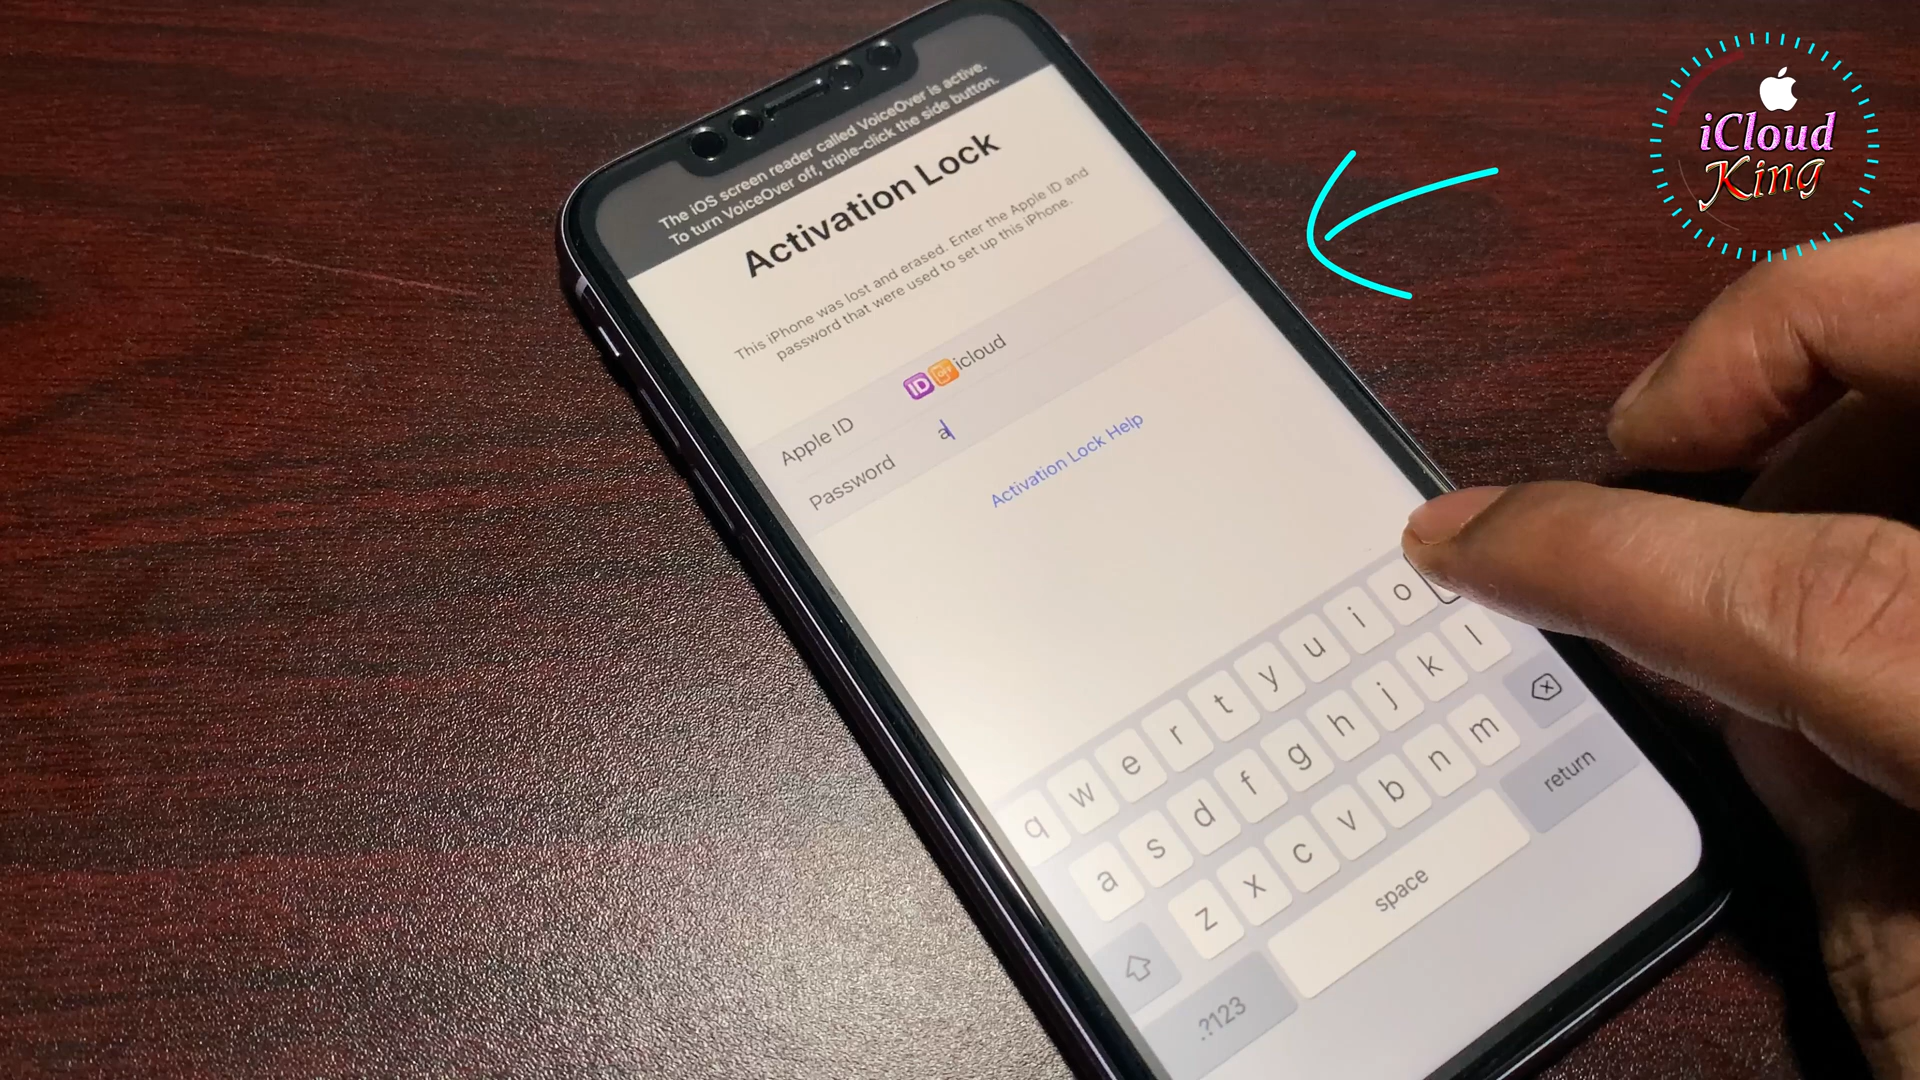 iCloud
King
The iOS screen reader called VoiceOver is active.
To turn VoiceOver off, triple-click the side button.
Activation Lock
This iPhone was lost and erased. Enter the Apple ID and
password that were used to set up this iPhone.
Apple ID 🆔📴icloud
Password a
Activation Lock Help
q w e r t y u i o
a s d f g h j k l
z x c v b n m
.?123 space return